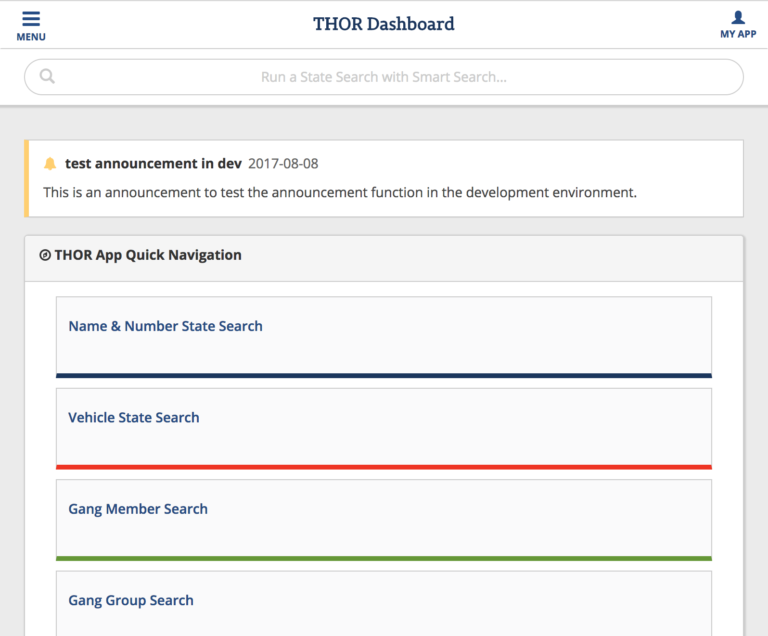 THOR Dashboard
MENU
MY APP
Run a State Search with Smart Search...
test announcement in dev 2017-08-08
This is an announcement to test the announcement function in the development environment.
THOR App Quick Navigation
Name & Number State Search
Vehicle State Search
Gang Member Search
Gang Group Search